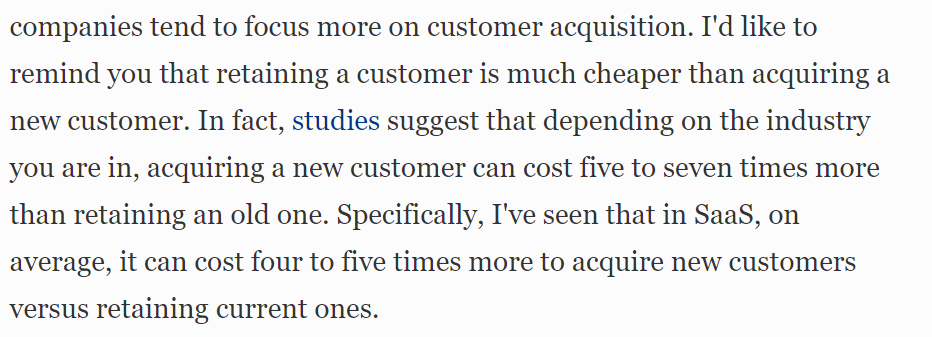 companies tend to focus more on customer acquisition. I'd like to
remind you that retaining a customer is much cheaper than acquiring a
new customer. In fact, studies suggest that depending on the industry
you are in, acquiring a new customer can cost five to seven times more
than retaining an old one. Specifically, I've seen that in SaaS, on
average, it can cost four to five times more to acquire new customers
versus retaining current ones.